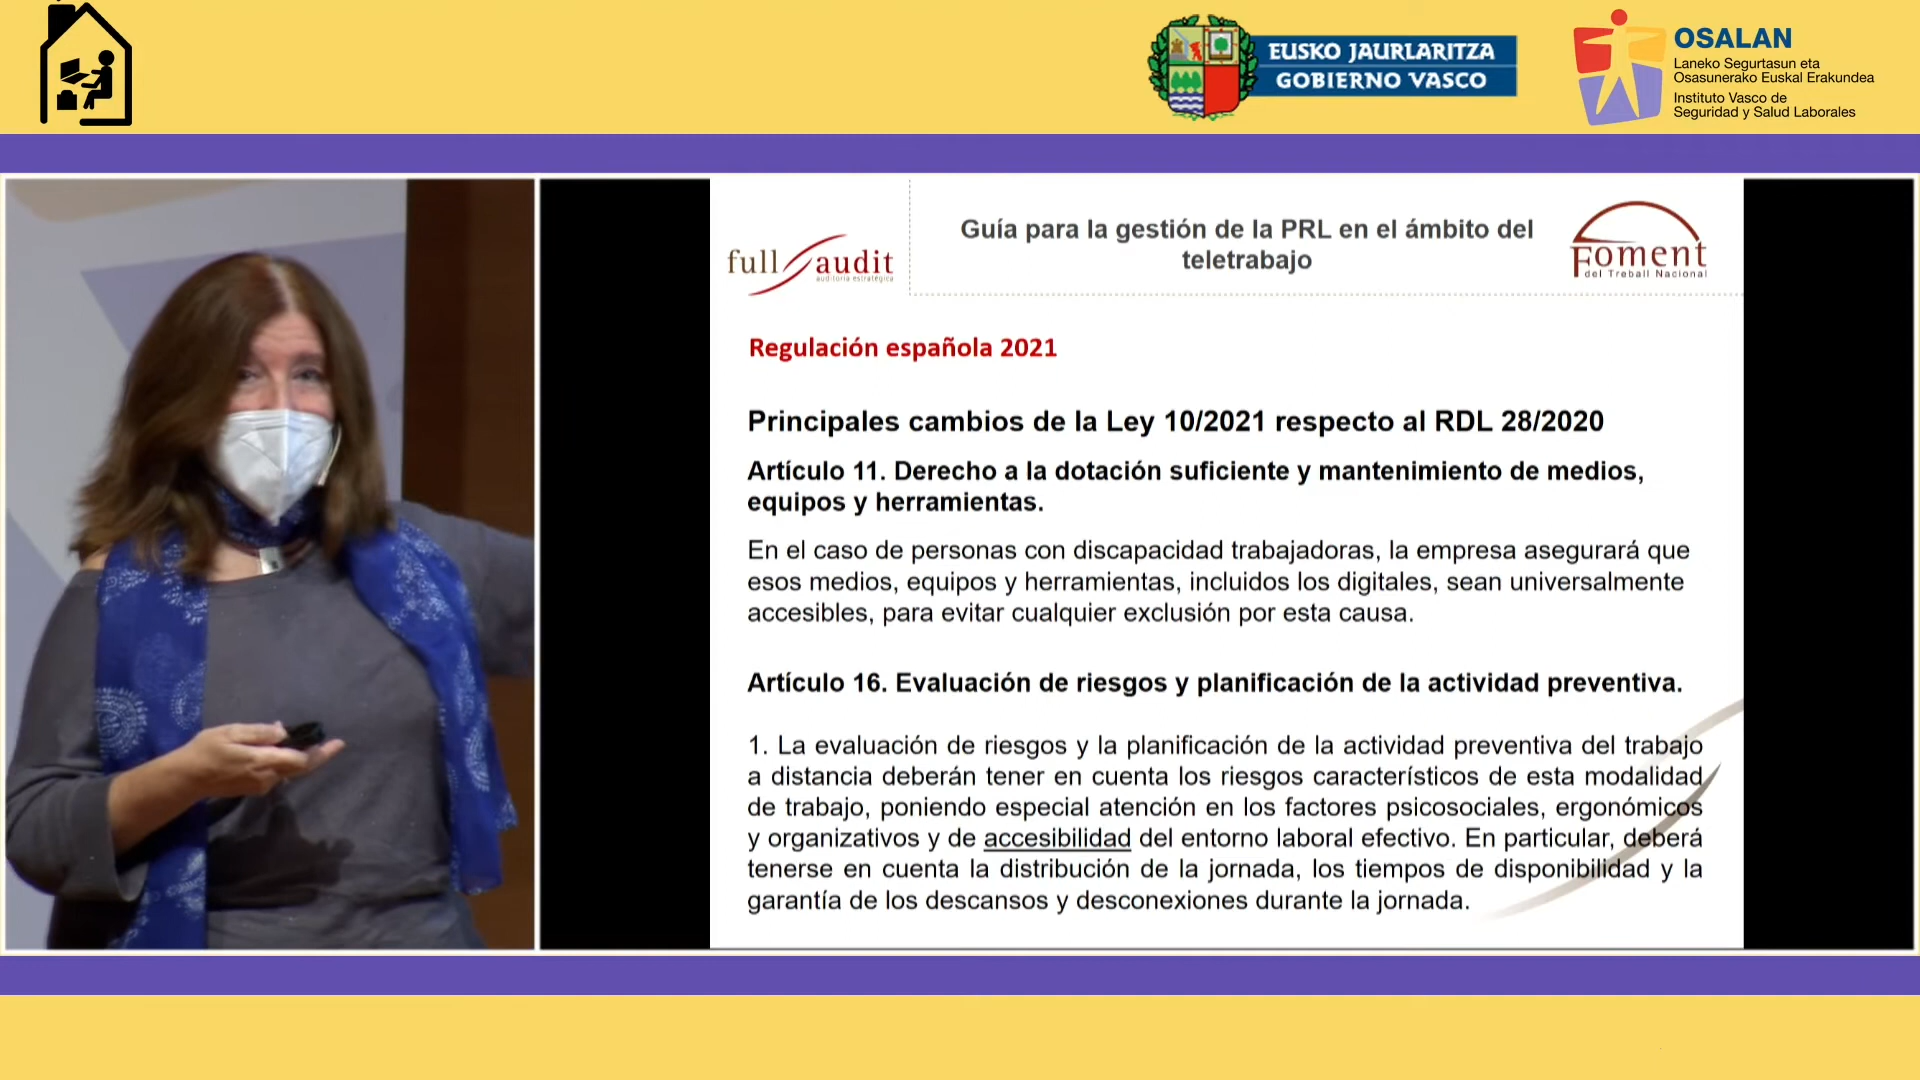 EUSKO JAURLARITZA
GOBIERNO VASCO
OSALAN
Laneko Segurtasun eta
Osasunerako Euskal Erakundea
Instituto Vasco de
Seguridad y Salud Laborales
full audit
auditoria estratégica
Guía para la gestión de la PRL en el ámbito del
teletrabajo
Foment
del Treball Nacional
Regulación española 2021
Principales cambios de la Ley 10/2021 respecto al RDL 28/2020
Artículo 11. Derecho a la dotación suficiente y mantenimiento de medios,
equipos y herramientas.
En el caso de personas con discapacidad trabajadoras, la empresa asegurará que
esos medios, equipos y herramientas, incluidos los digitales, sean universalmente
accesibles, para evitar cualquier exclusión por esta causa.
Artículo 16. Evaluación de riesgos y planificación de la actividad preventiva.
1. La evaluación de riesgos y la planificación de la actividad preventiva del trabajo
a distancia deberán tener en cuenta los riesgos característicos de esta modalidad
de trabajo, poniendo especial atención en los factores psicosociales, ergonómicos
y organizativos y de accesibilidad del entorno laboral efectivo. En particular, deberá
tenerse en cuenta la distribución de la jornada, los tiempos de disponibilidad y la
garantía de los descansos y desconexiones durante la jornada.